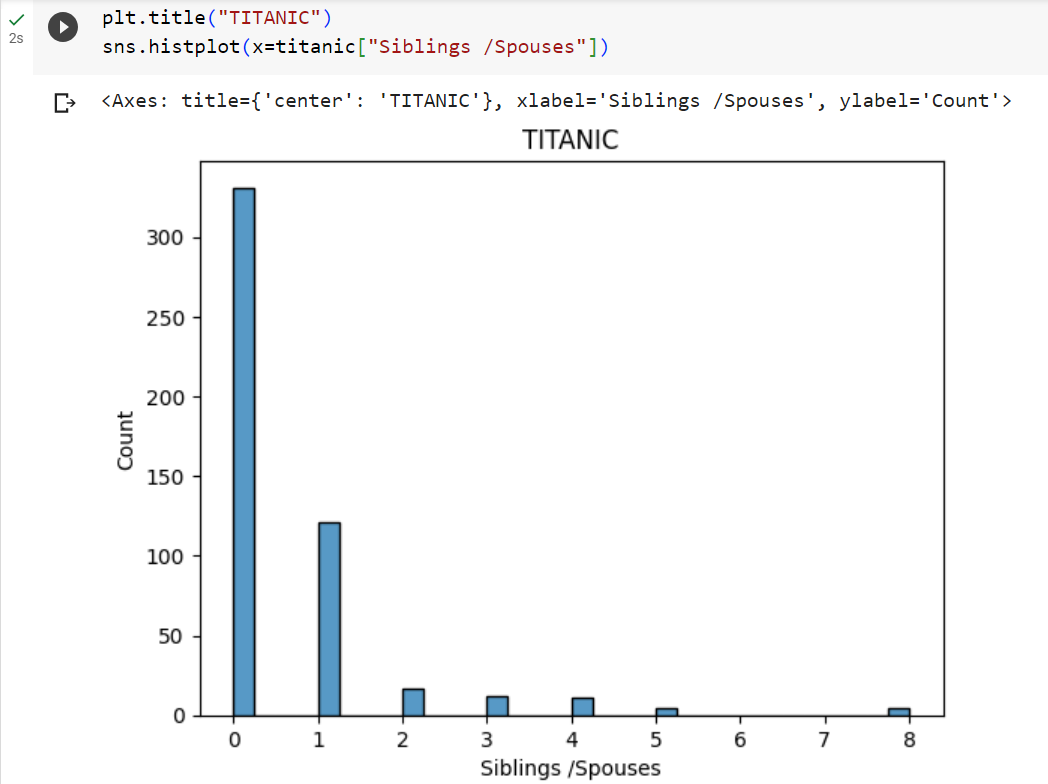 plt.title("TITANIC")
2s
sns.histplot(x=titanic["Siblings /Spouses"])
<Axes: title={'center': 'TITANIC'}, xlabel='Siblings /Spouses', ylabel='Count'>
TITANIC
300
250
200
150
100
50
0
Count
0 1 2 3 4 5 6 7 8
Siblings /Spouses